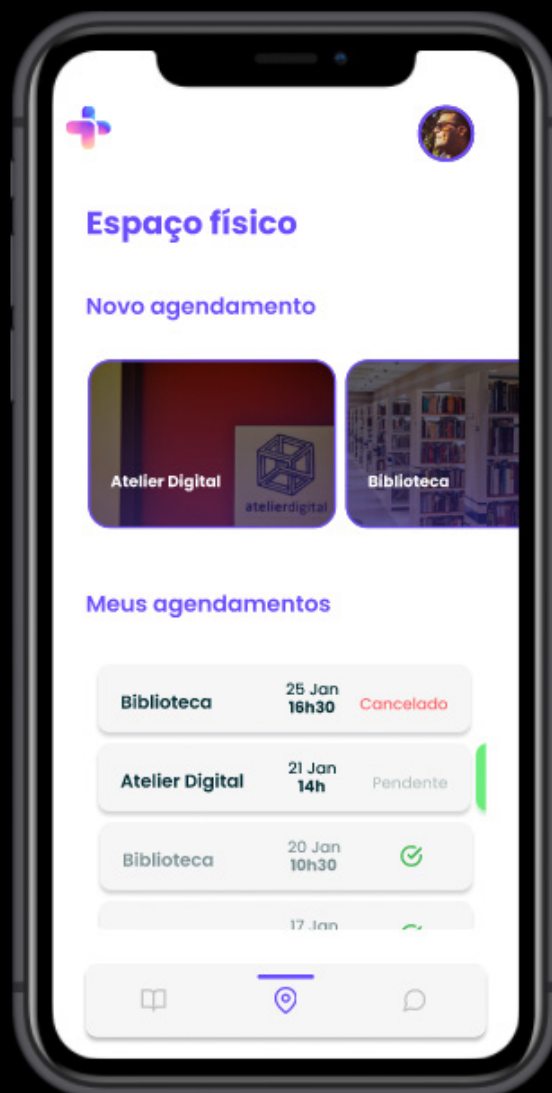 Espaço físico
Novo agendamento
Atelier Digital
atelierdigital
Biblioteca
Meus agendamentos
Biblioteca
25 Jan
16h30
Cancelado
Atelier Digital
21 Jan
14h
Pendente
Biblioteca
20 Jan
10h30
17 Jan